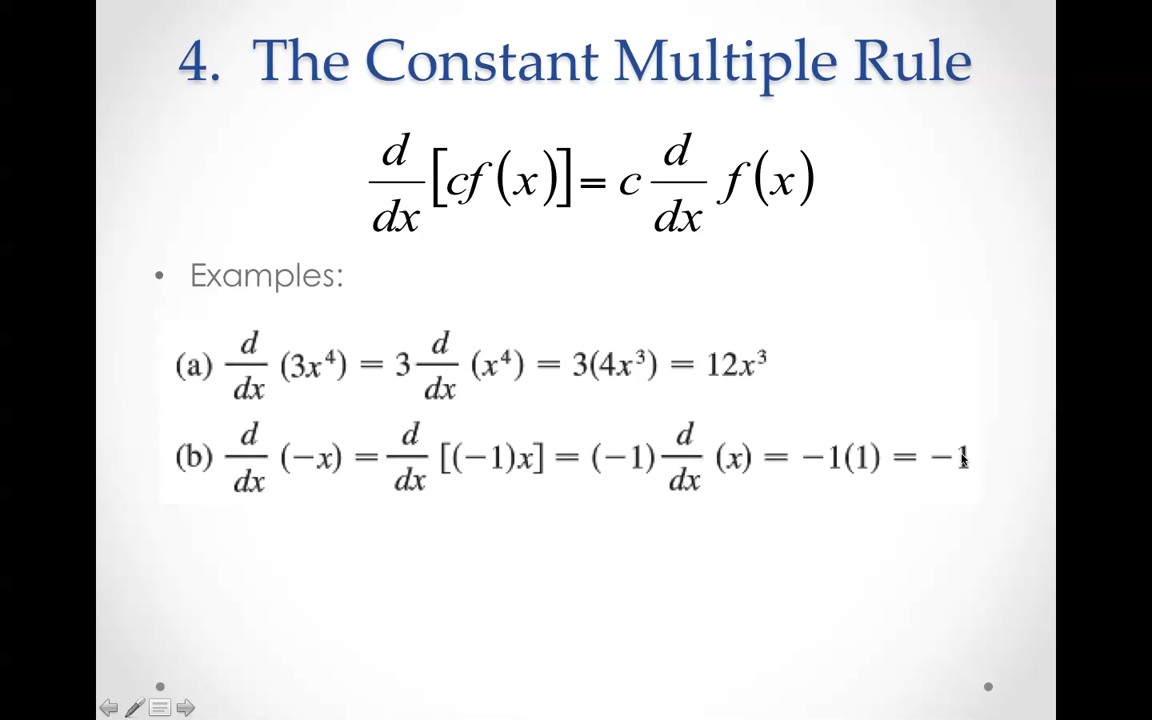 4. The Constant Multiple Rule
d/dx [cf(x)] = c d/dx f(x)
• Examples:
(a) d/dx (3x⁴) = 3 d/dx (x⁴) = 3(4x³) = 12x³
(b) d/dx (−x) = d/dx [(−1)x] = (−1) d/dx (x) = −1(1) = −1